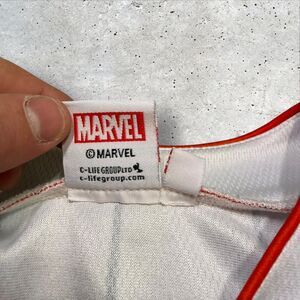 MARVEL
© MARVEL
C-LIFE GROUP LTD
c-lifegroup.com